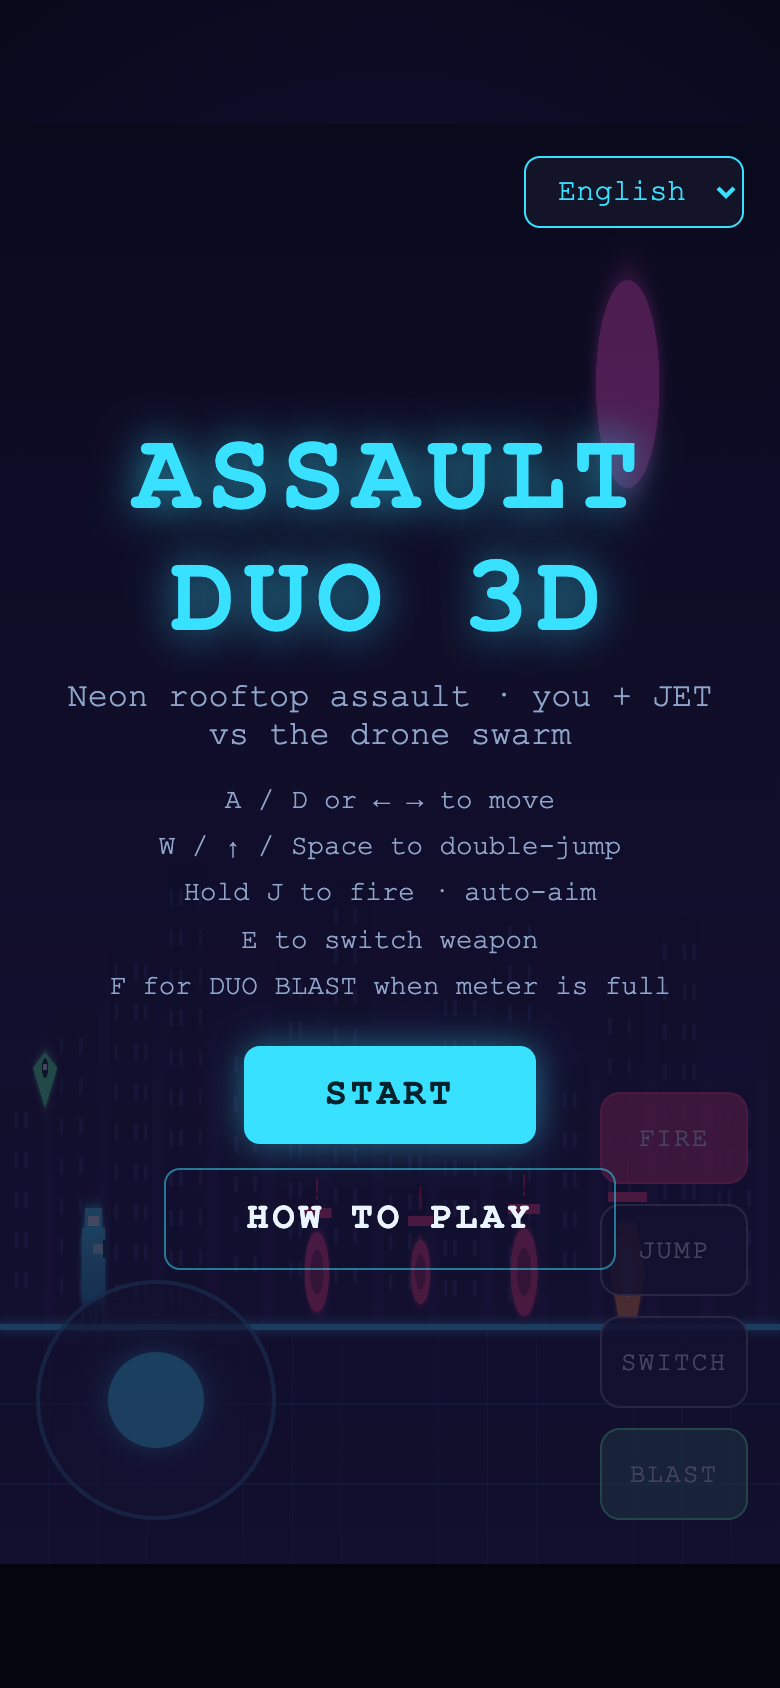 English
ASSAULT
DUO 3D
Neon rooftop assault · you + JET
vs the drone swarm
A / D or ← → to move
W / ↑ / Space to double-jump
Hold J to fire · auto-aim
E to switch weapon
F for DUO BLAST when meter is full
START
FIRE
HOW TO PLAY
JUMP
SWITCH
BLAST